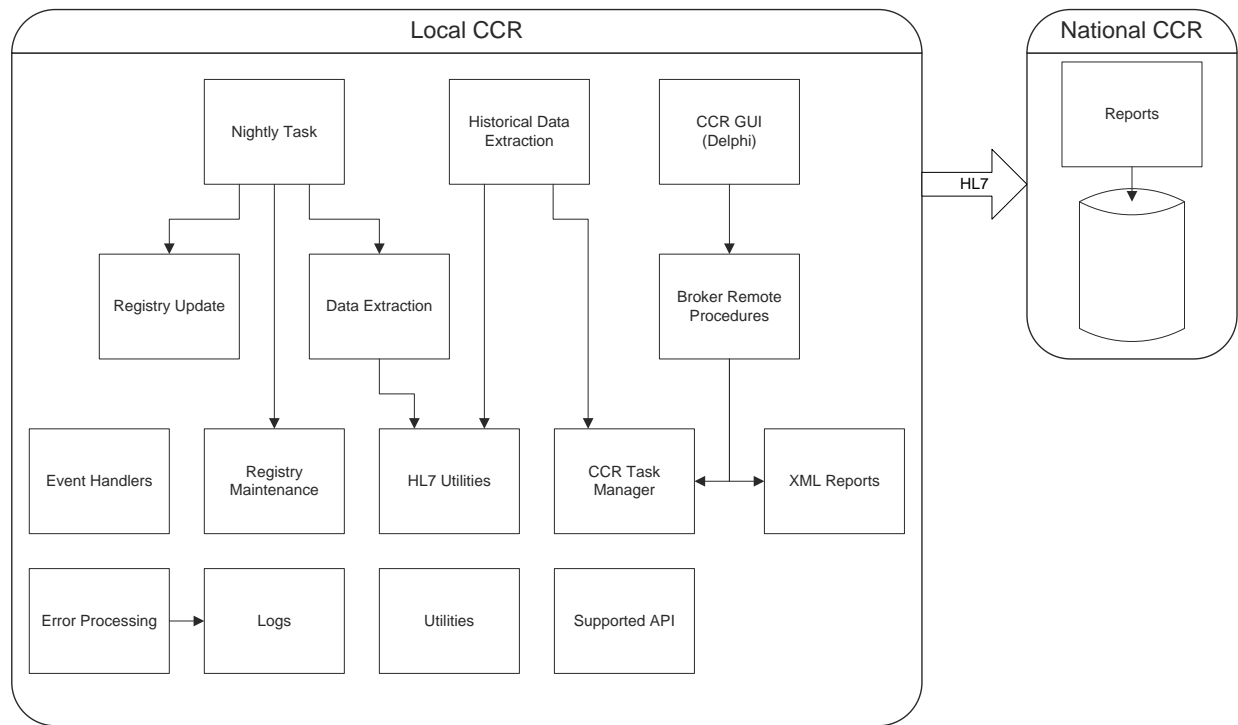 Local CCR
National CCR
Nightly Task
Historical Data
Extraction
CCR GUI
(Delphi)
Reports
HL7
Registry Update
Data Extraction
Broker Remote
Procedures
Event Handlers
Registry
Maintenance
HL7 Utilities
CCR Task
Manager
XML Reports
Error Processing
Logs
Utilities
Supported API